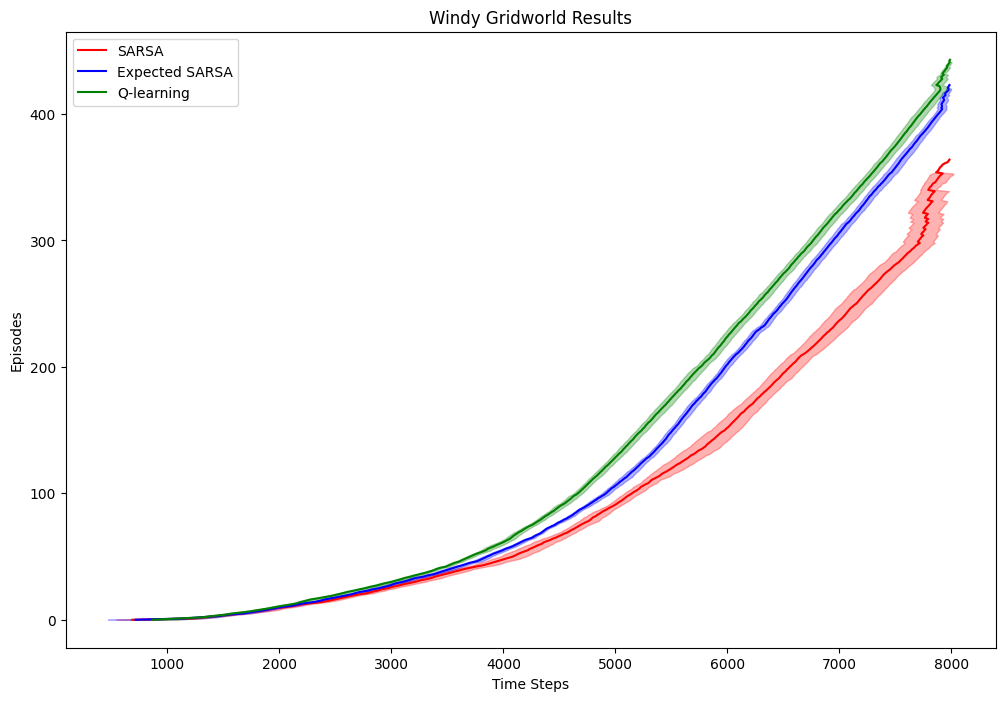 Windy Gridworld Results
SARSA
Expected SARSA
Q-learning
Episodes
400
300
200
100
0
1000 2000 3000 4000 5000 6000 7000 8000
Time Steps